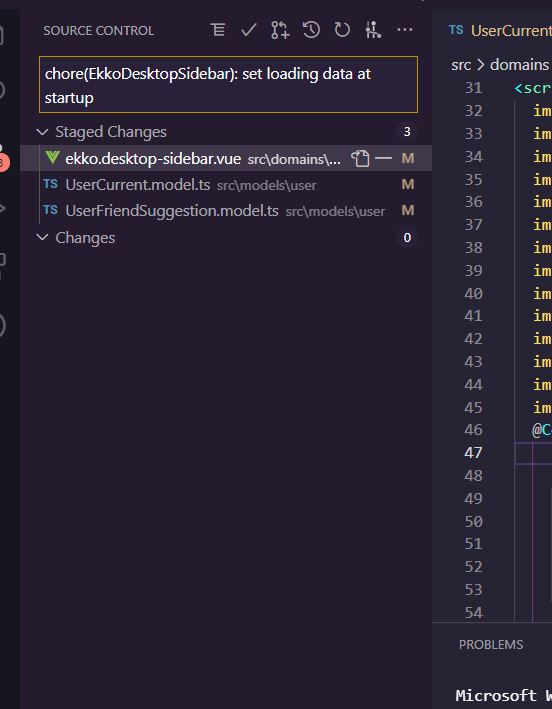 SOURCE CONTROL
chore(EkkoDesktopSidebar): set loading data at
startup
Staged Changes 3
ekko.desktop-sidebar.vue src\domains\... M
TS UserCurrent.model.ts src\models\user M
TS UserFriendSuggestion.model.ts src\models\user M
Changes 0
TS UserCurrent
src > domains
31 <scr
32 im
33 im
34 im
35 im
36 im
37 im
38 im
39 im
40 im
41 im
42 im
43 im
44 im
45 im
46 @C
47
48
49
50
51
52
53
54
PROBLEMS
Microsoft W